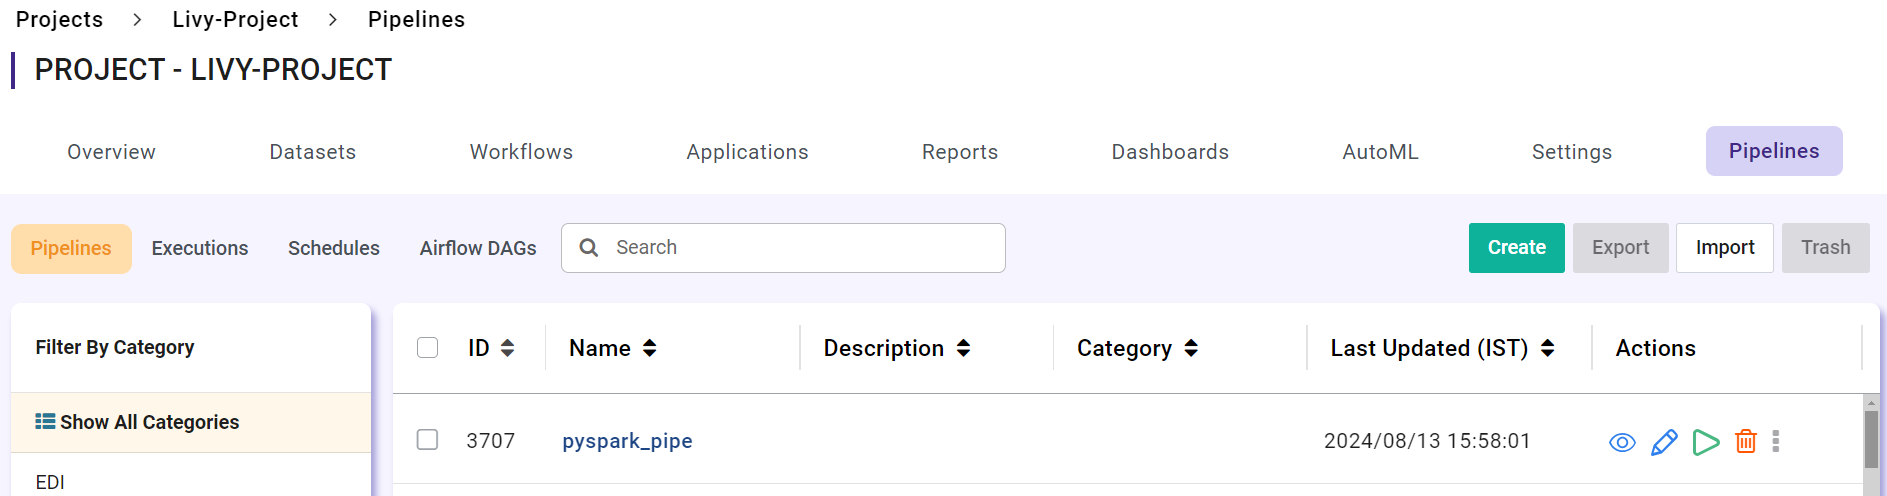 Projects > Livy-Project > Pipelines
PROJECT - LIVY-PROJECT
Overview Datasets Workflows Applications Reports Dashboards AutoML Settings Pipelines
Pipelines Executions Schedules Airflow DAGs Search Create Export Import Trash
Filter By Category
Show All Categories
EDI
ID Name Description Category Last Updated (IST) Actions
3707 pyspark_pipe 2024/08/13 15:58:01